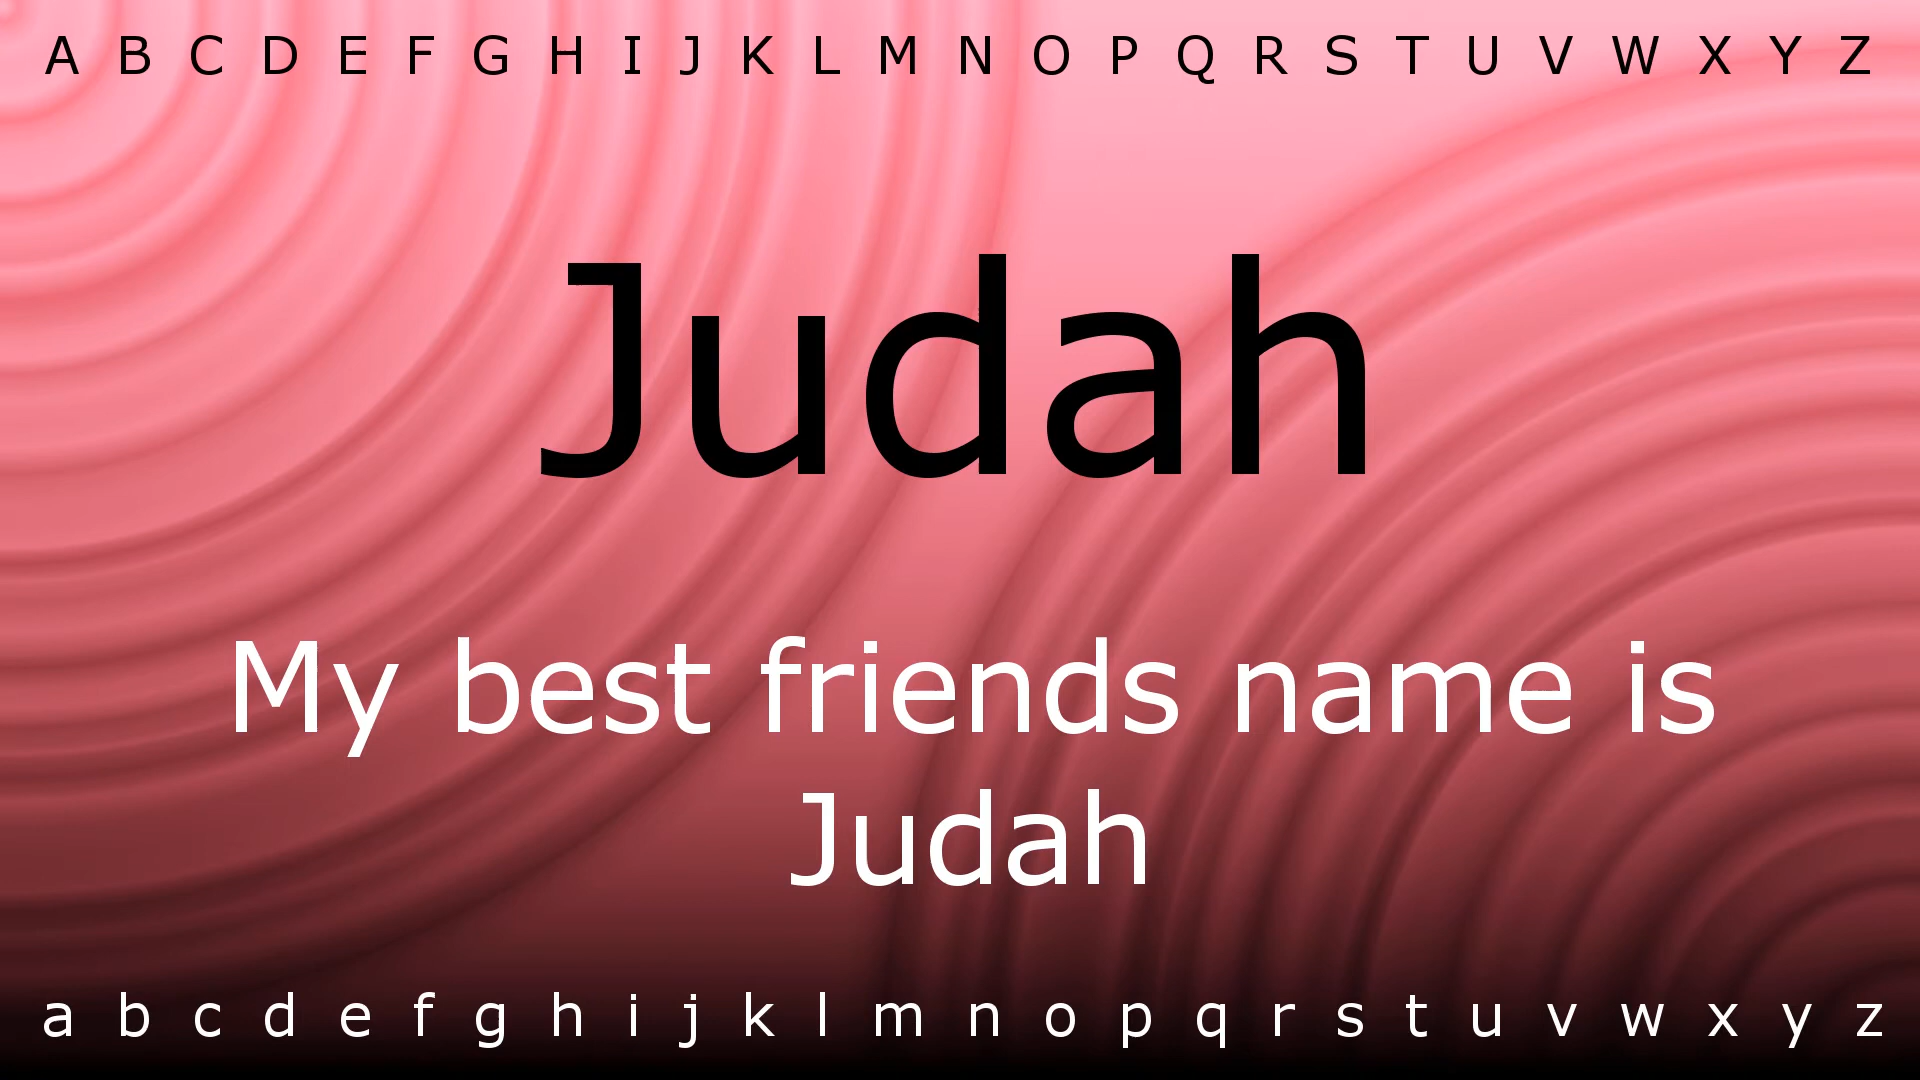 A B C D E F G H I J K L M N O P Q R S T U V W X Y Z
Judah
My best friends name is
Judah
a b c d e f g h i j k l m n o p q r s t u v w x y z